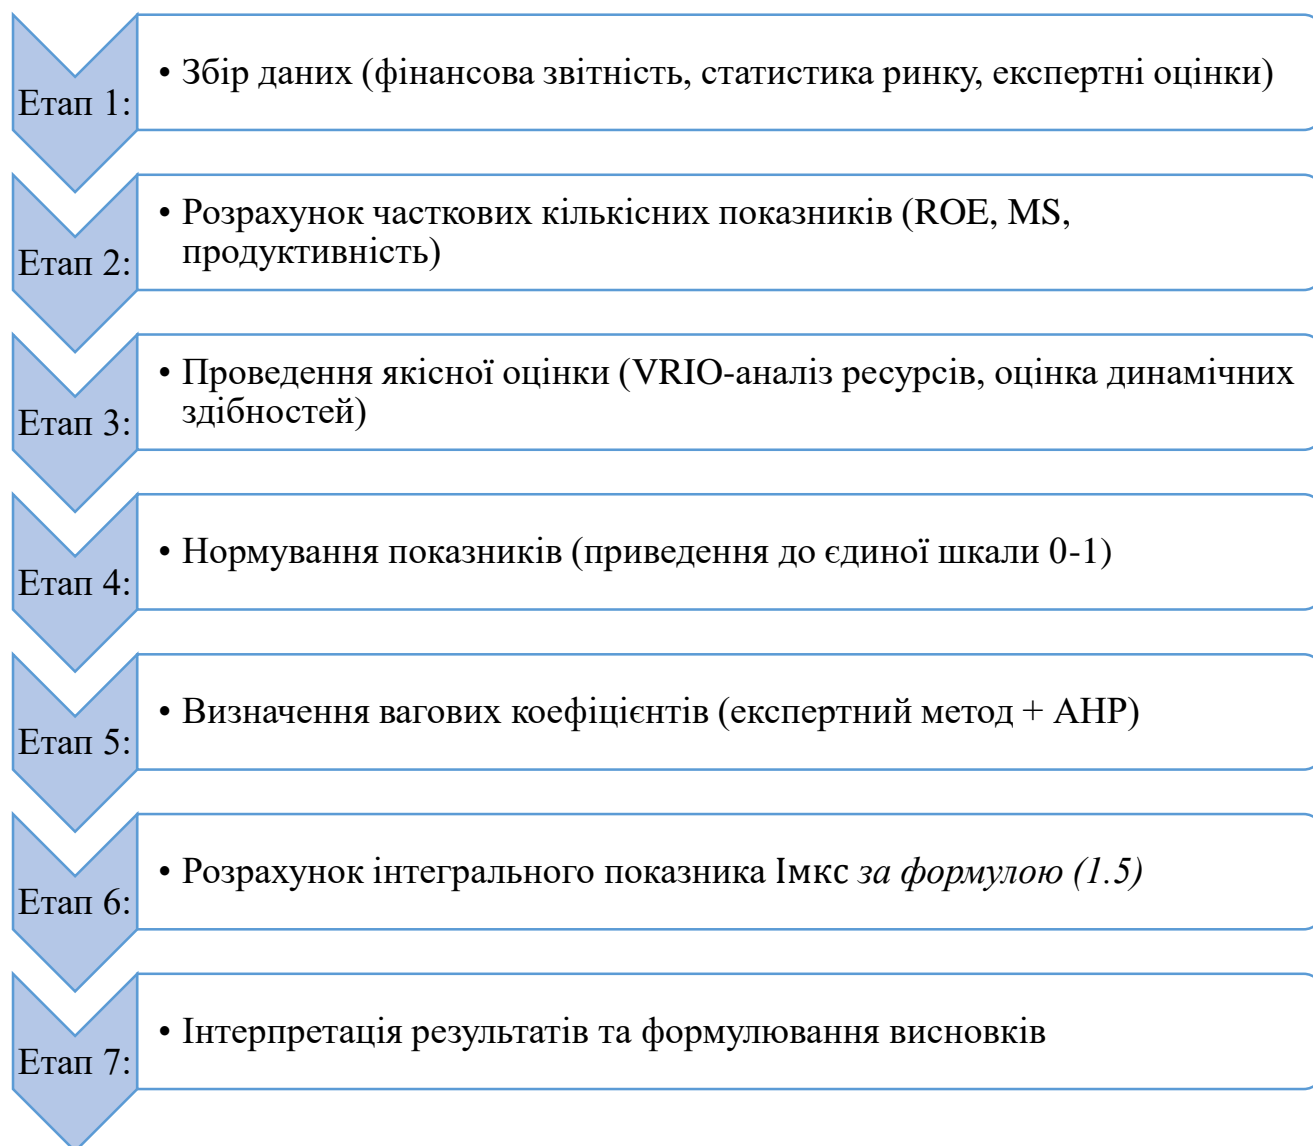 Етап 1:
• Збір даних (фінансова звітність, статистика ринку, експертні оцінки)
Етап 2:
• Розрахунок часткових кількісних показників (ROE, MS,
продуктивність)
Етап 3:
• Проведення якісної оцінки (VRIO-аналіз ресурсів, оцінка динамічних
здібностей)
Етап 4:
• Нормування показників (приведення до єдиної шкали 0-1)
Етап 5:
• Визначення вагових коефіцієнтів (експертний метод + AHP)
Етап 6:
• Розрахунок інтегрального показника Імкс за формулою (1.5)
Етап 7:
• Інтерпретація результатів та формулювання висновків